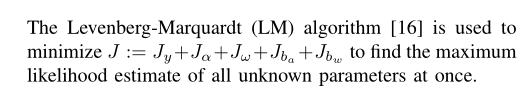 The Levenberg-Marquardt (LM) algorithm [16] is used to
minimize J := J_y+J_α+J_ω+J_{b_a}+J_{b_w} to find the maximum
likelihood estimate of all unknown parameters at once.